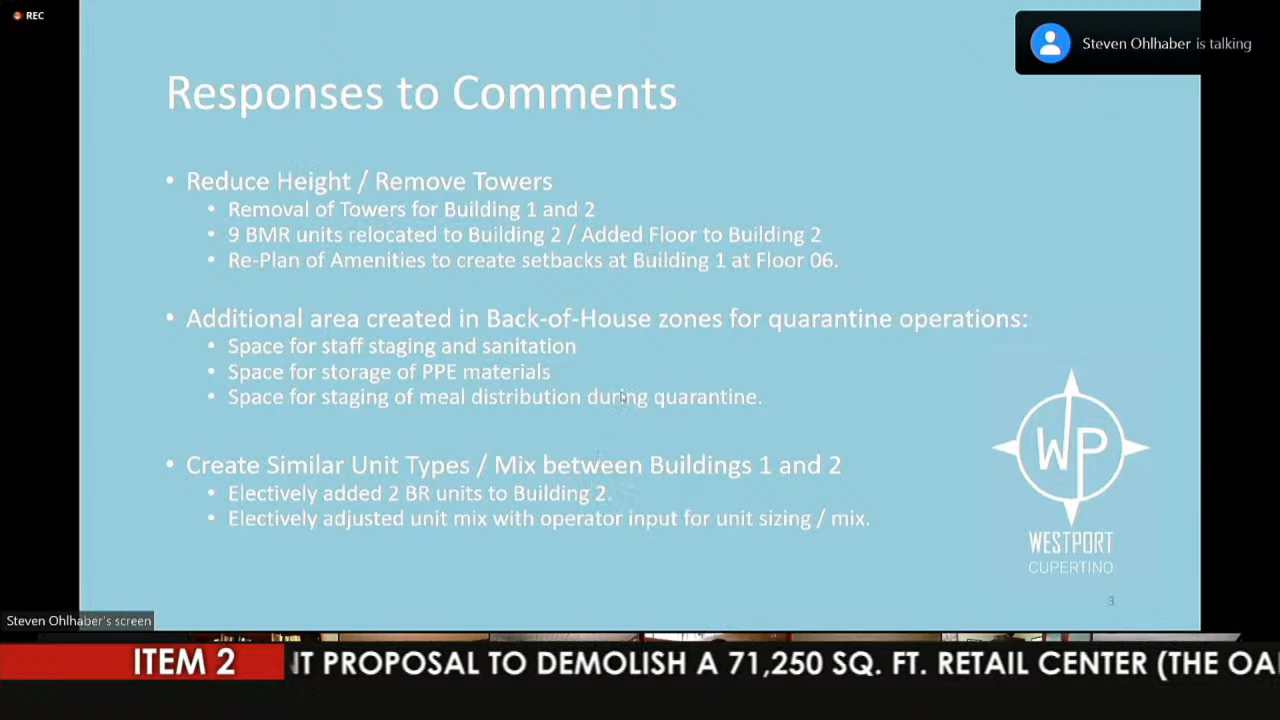 REC
Steven Ohlhaber is talking
Responses to Comments
• Reduce Height / Remove Towers
• Removal of Towers for Building 1 and 2
• 9 BMR units relocated to Building 2 / Added Floor to Building 2
• Re-Plan of Amenities to create setbacks at Building 1 at Floor 06.
• Additional area created in Back-of-House zones for quarantine operations:
• Space for staff staging and sanitation
• Space for storage of PPE materials
• Space for staging of meal distribution during quarantine.
• Create Similar Unit Types / Mix between Buildings 1 and 2
• Electively added 2 BR units to Building 2.
• Electively adjusted unit mix with operator input for unit sizing / mix.
WP
WESTPORT
CUPERTINO
3
Steven Ohlhaber's screen
ITEM 2
NT PROPOSAL TO DEMOLISH A 71,250 SQ. FT. RETAIL CENTER (THE OA